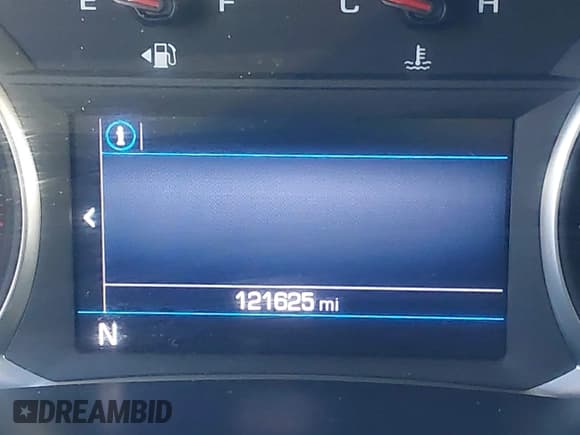 E F C H
121625 mi
N
DREAMBID